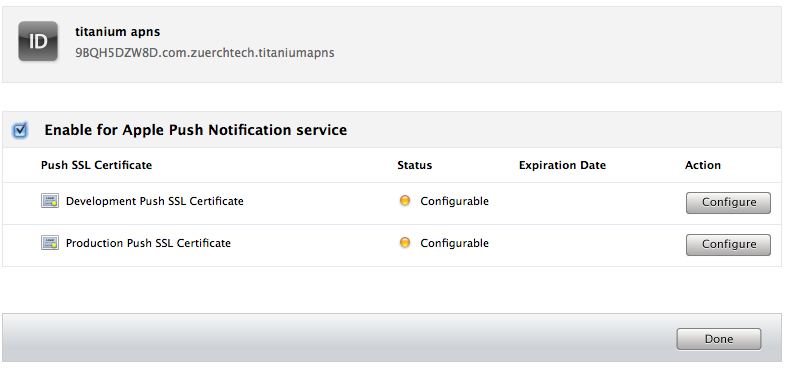 ID
titanium apns
9BQH5DZW8D.com.zuerchtech.titaniumapns
Enable for Apple Push Notification service
Push SSL Certificate Status Expiration Date Action
Development Push SSL Certificate Configurable Configure
Production Push SSL Certificate Configurable Configure
Done